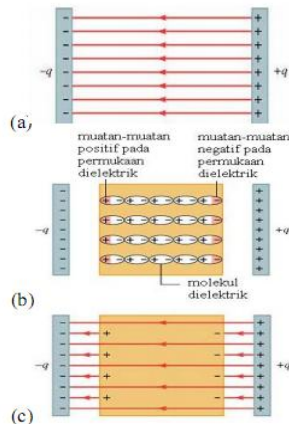 -q
+q
(a)
muatan-muatan
positif pada
permukaan
dielektrik
muatan-muatan
negatif pada
permukaan
dielektrik
-q
+q
molekul
dielektrik
(b)
-q
+q
(c)